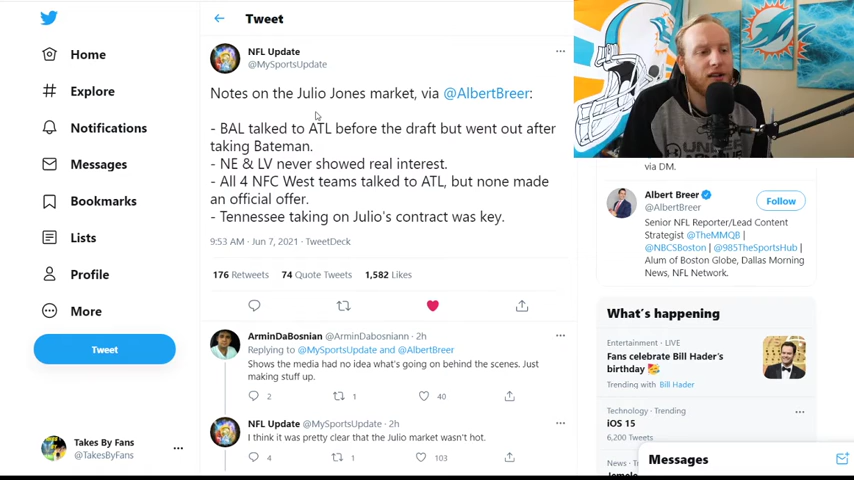 Tweet
Home
Explore
Notifications
Messages
Bookmarks
Lists
Profile
More
Tweet
Takes By Fans
@TakesByFans
NFL Update
@MySportsUpdate
Notes on the Julio Jones market, via @AlbertBreer:
- BAL talked to ATL before the draft but went out after
taking Bateman.
- NE & LV never showed real interest.
- All 4 NFC West teams talked to ATL, but none made
an official offer.
- Tennessee taking on Julio's contract was key.
9:53 AM · Jun 7, 2021 · TweetDeck
176 Retweets 74 Quote Tweets 1,582 Likes
ArminDaBosnian @ArminDabosniann · 2h
Replying to @MySportsUpdate and @AlbertBreer
Shows the media had no idea what's going on behind the scenes. Just
making stuff up.
2 1 40
NFL Update @MySportsUpdate · 2h
I think it was pretty clear that the Julio market wasn't hot.
4 1 103
UNDER
via DM.
Albert Breer
@AlbertBreer
Follow
Senior NFL Reporter/Lead Content
Strategist @TheMMQB |
@NBCSBoston | @985TheSportsHub |
Alum of Boston Globe, Dallas Morning
News, NFL Network.
What's happening
Entertainment · LIVE
Fans celebrate Bill Hader's
birthday
Trending with Bill Hader
Technology · Trending
iOS 15
6,200 Tweets
News ·
Messages